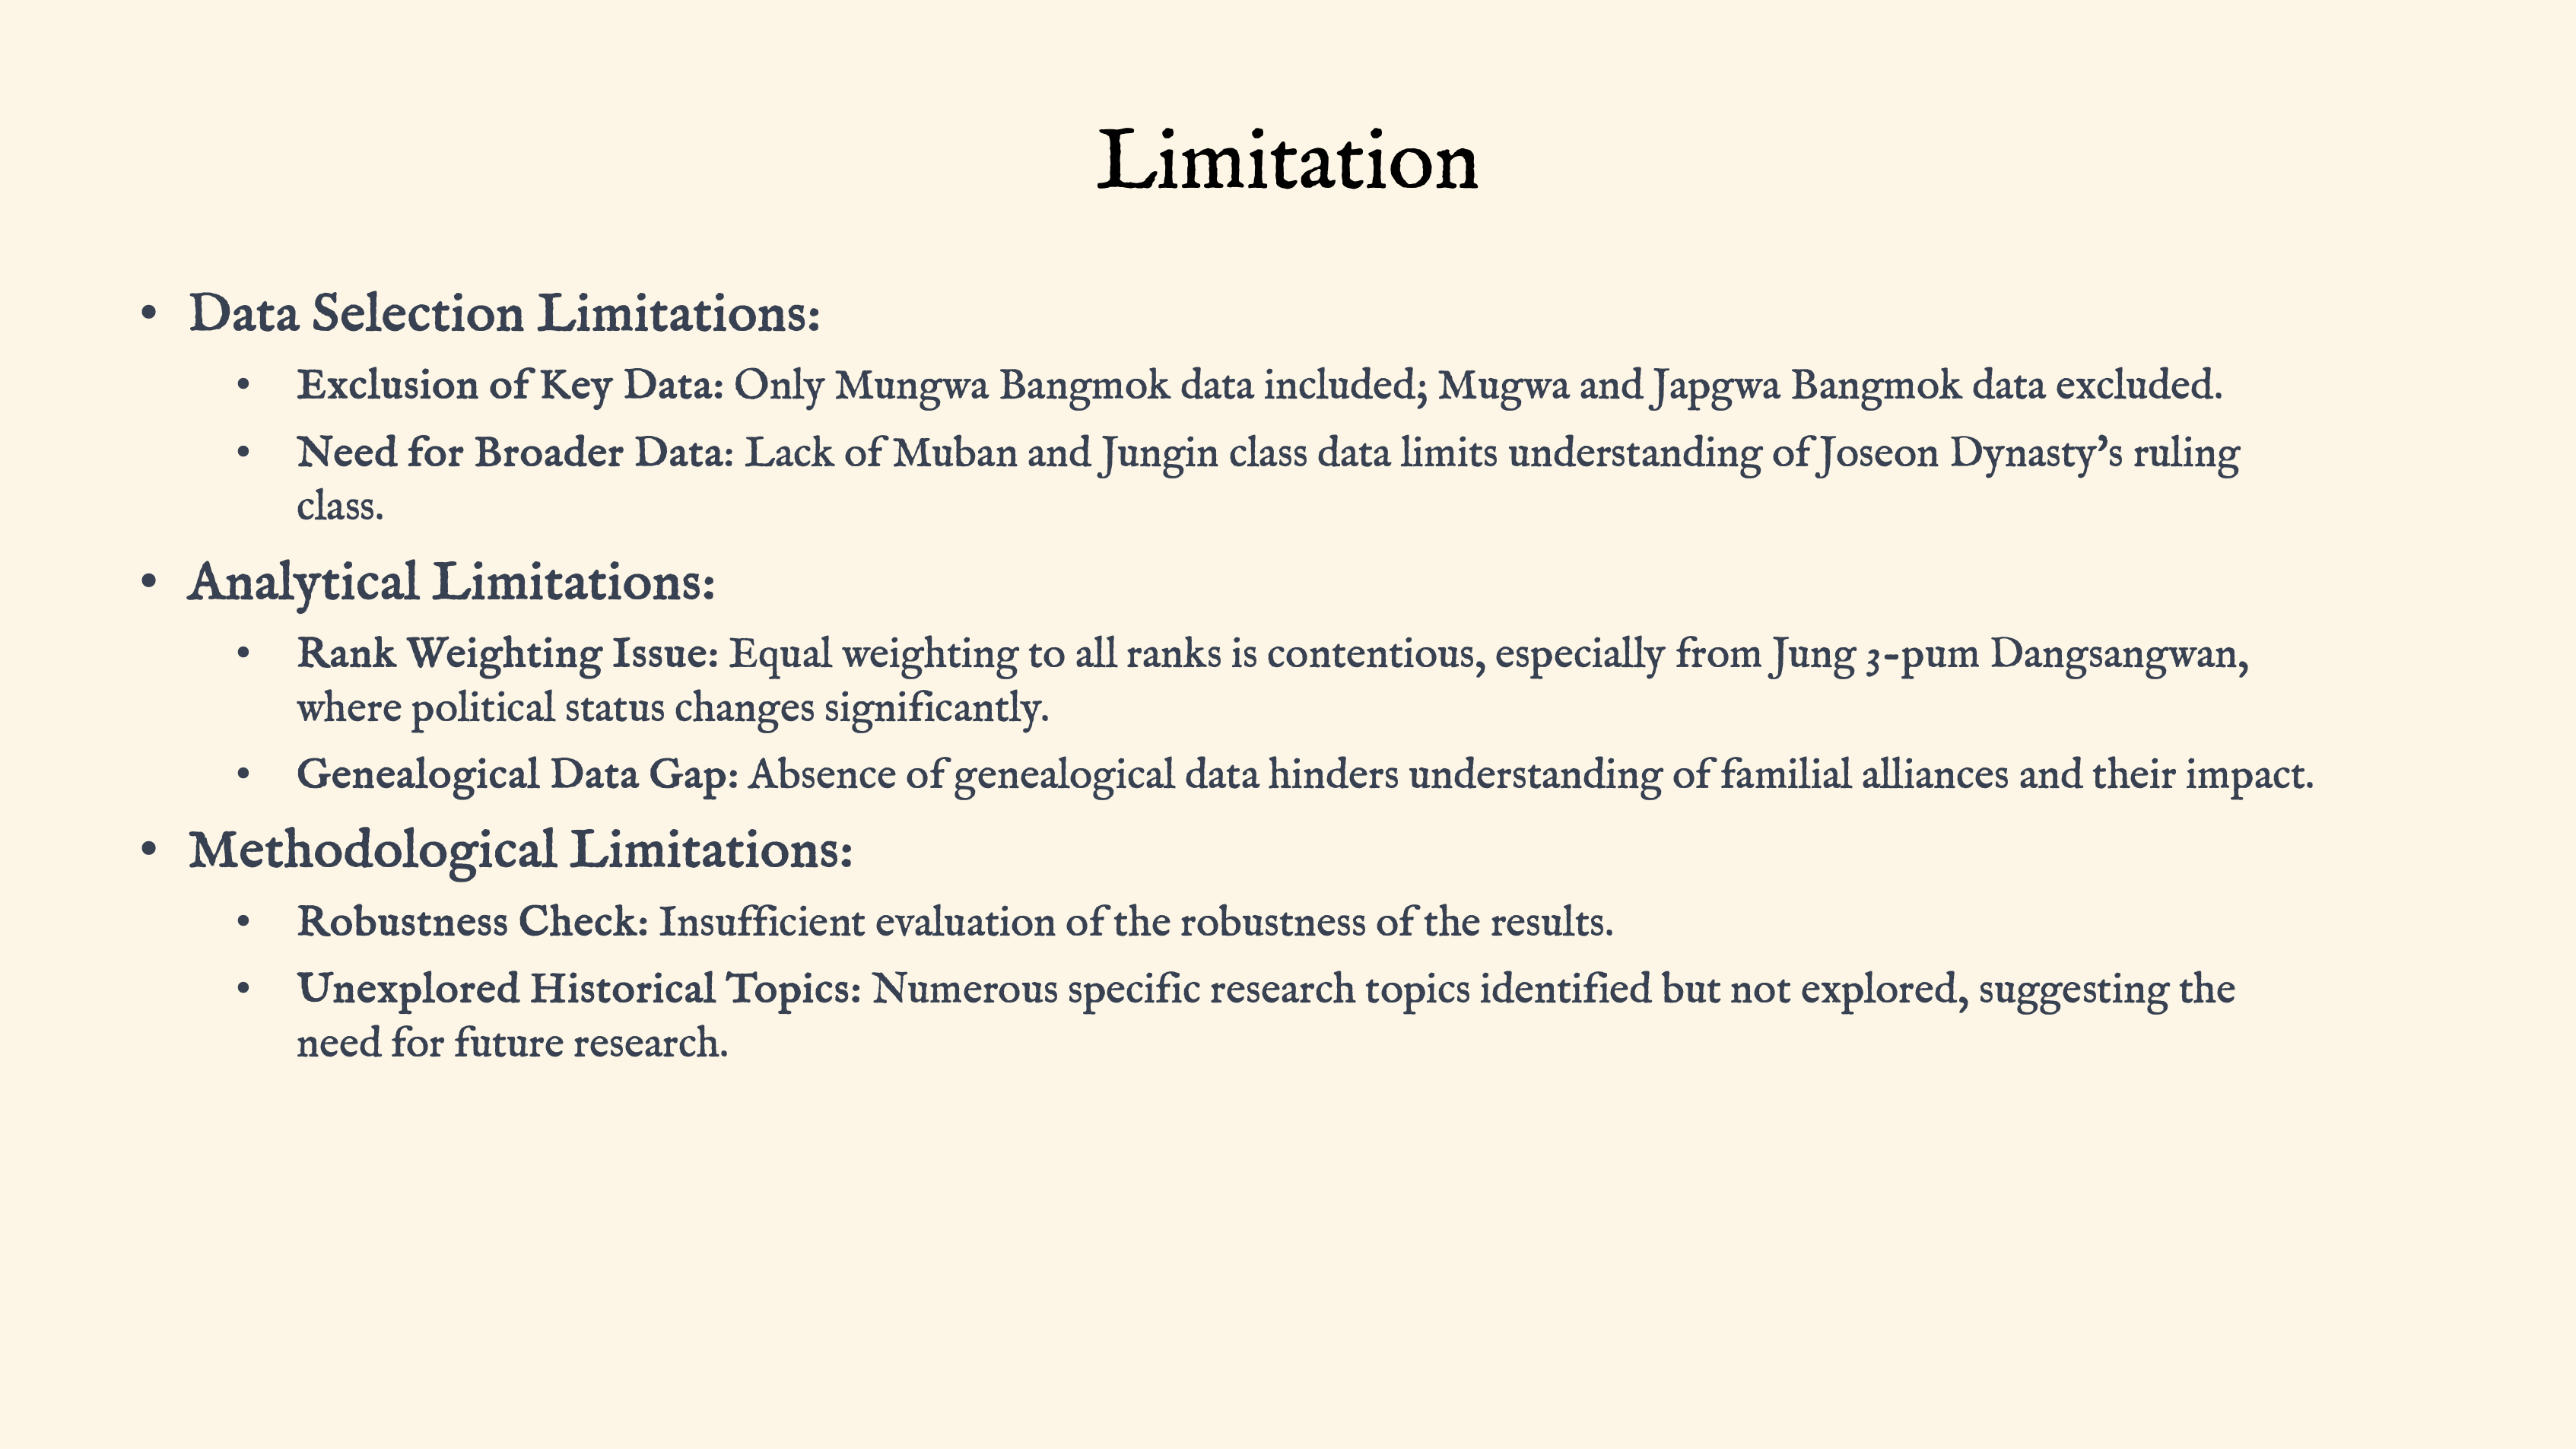 Limitation
• Data Selection Limitations:
• Exclusion of Key Data: Only Mungwa Bangmok data included; Mugwa and Japgwa Bangmok data excluded.
• Need for Broader Data: Lack of Muban and Jungin class data limits understanding of Joseon Dynasty’s ruling
class.
• Analytical Limitations:
• Rank Weighting Issue: Equal weighting to all ranks is contentious, especially from Jung 3-pum Dangsangwan,
where political status changes significantly.
• Genealogical Data Gap: Absence of genealogical data hinders understanding of familial alliances and their impact.
• Methodological Limitations:
• Robustness Check: Insufficient evaluation of the robustness of the results.
• Unexplored Historical Topics: Numerous specific research topics identified but not explored, suggesting the
need for future research.